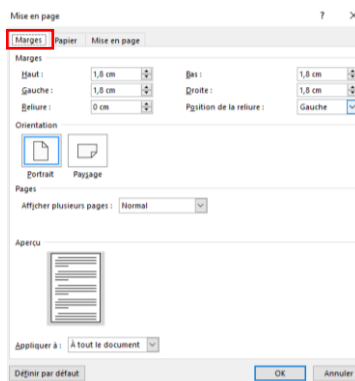 Mise en page ?
Marges Papier Mise en page
Marges
Haut : 1,8 cm Bas : 1,8 cm
Gauche : 1,8 cm Droite : 1,8 cm
Reliure : 0 cm Position de la reliure : Gauche
Orientation
Portrait Paysage
Pages
Afficher plusieurs pages : Normal
Aperçu
Appliquer à : À tout le document
Définir par défaut OK Annuler